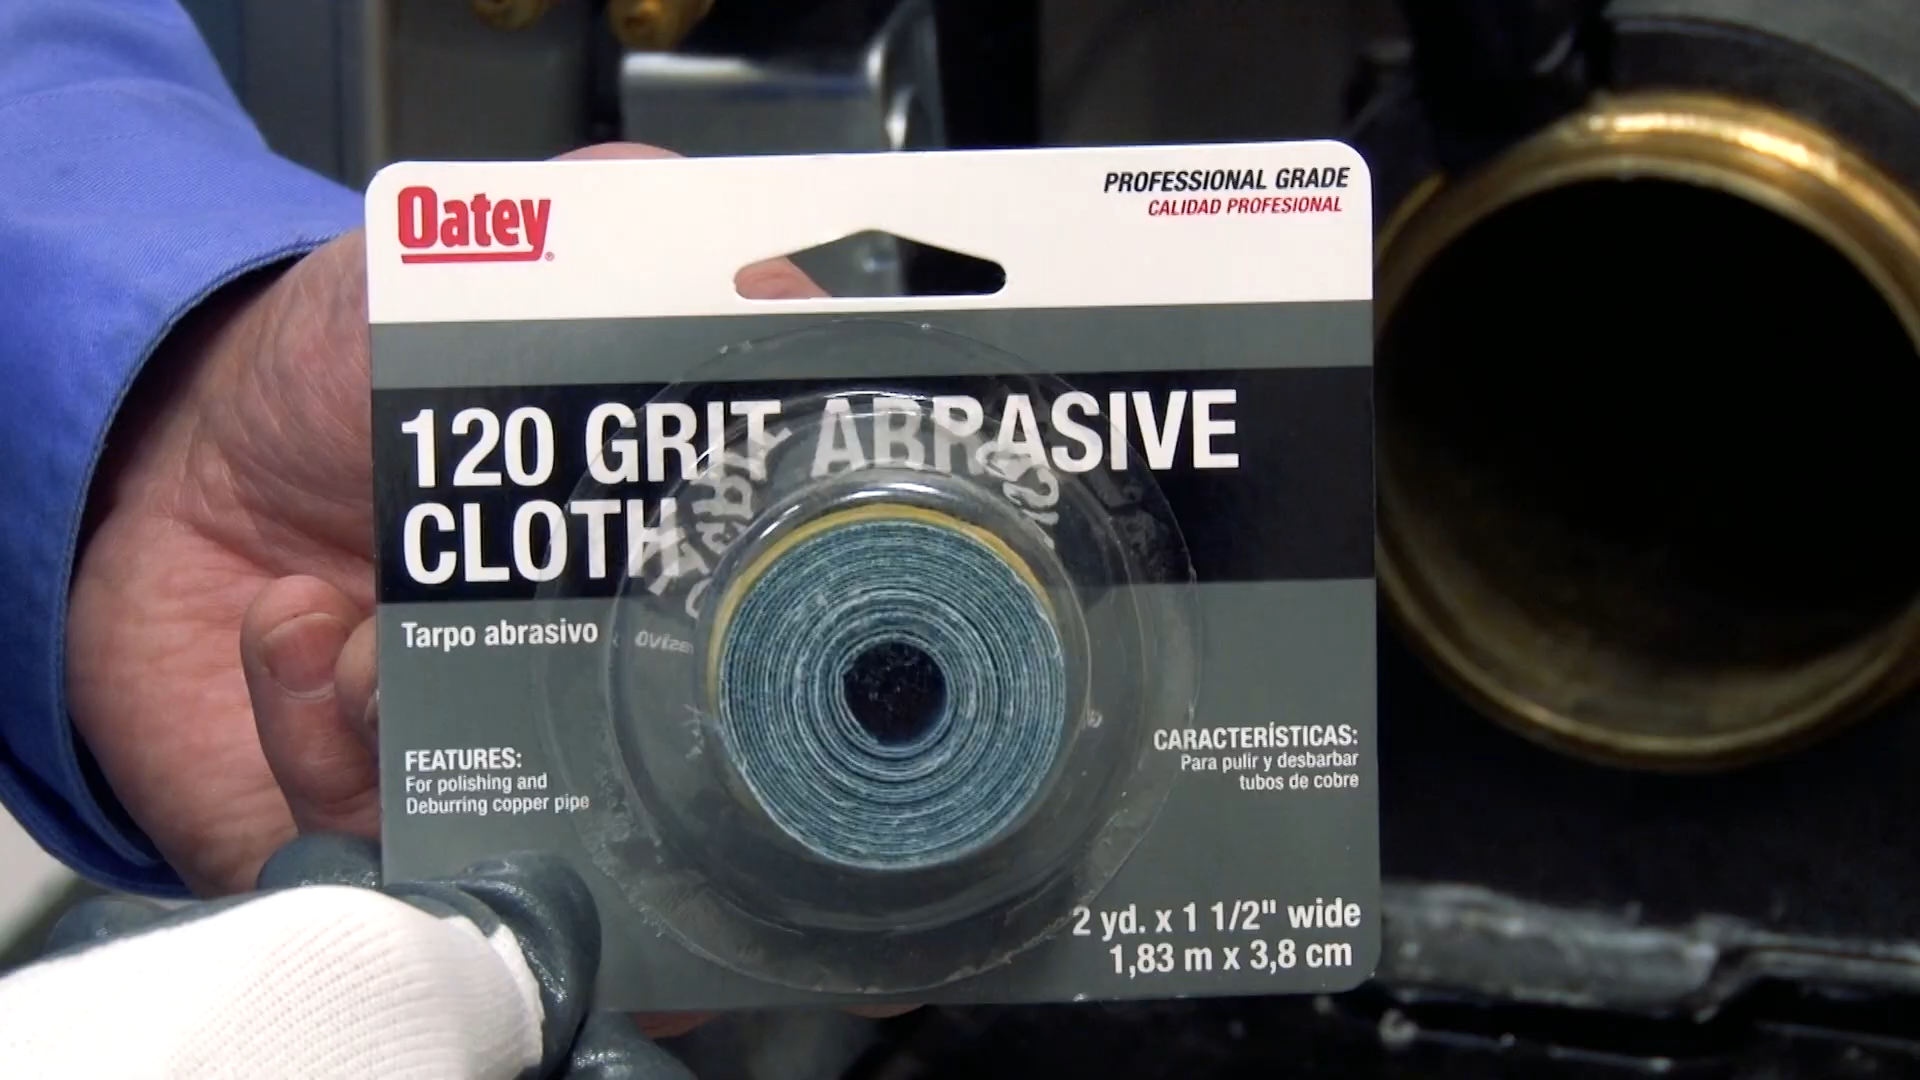 Oatey®
PROFESSIONAL GRADE
CALIDAD PROFESIONAL
120 GRIT ABRASIVE
CLOTH
Tarpo abrasivo
FEATURES:
For polishing and
Deburring copper pipe
CARACTERÍSTICAS:
Para pulir y desbarbar
tubos de cobre
2 yd. x 1 1/2" wide
1,83 m x 3,8 cm